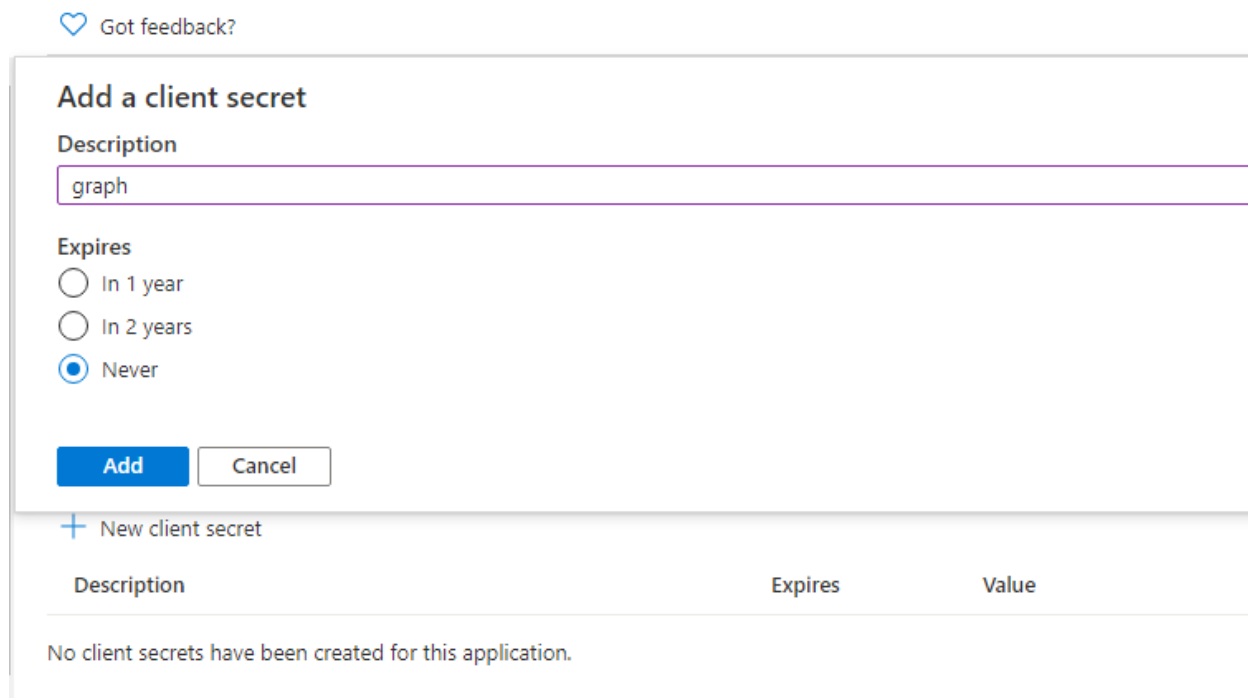 Got feedback?
Add a client secret
Description
graph
Expires
In 1 year
In 2 years
Never
Add Cancel
New client secret
Description Expires Value
No client secrets have been created for this application.